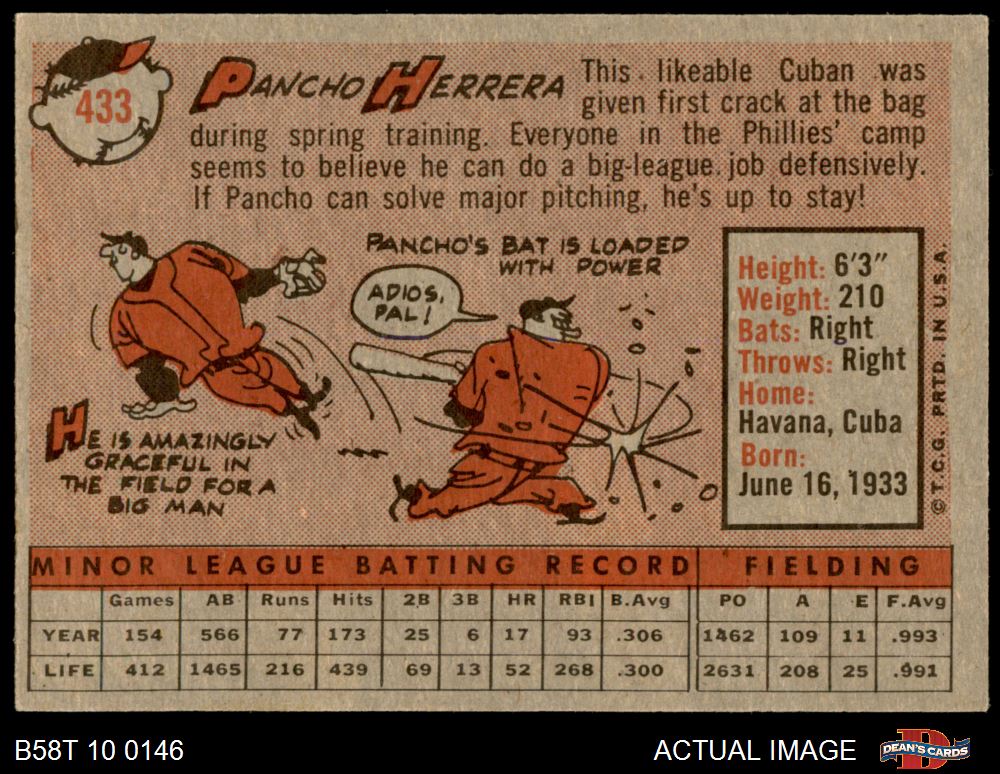 433
PANCHO HERRERA
This likeable Cuban was
given first crack at the bag
during spring training. Everyone in the Phillies' camp
seems to believe he can do a big-league job defensively.
If Pancho can solve major pitching, he's up to stay!
PANCHO'S BAT IS LOADED
WITH POWER
ADIOS,
PAL!
HE IS AMAZINGLY
GRACEFUL IN
THE FIELD FOR A
BIG MAN
Height: 6'3"
Weight: 210
Bats: Right
Throws: Right
Home:
Havana, Cuba
Born:
June 16, 1933
© T.C.G. PRTD. IN U.S.A.
MINOR LEAGUE BATTING RECORD FIELDING
Games AB Runs Hits 2B 3B HR RBI B.Avg PO A E F.Avg
YEAR 154 566 77 173 25 6 17 93 .306 1462 109 11 .993
LIFE 412 1465 216 439 69 13 52 268 .300 2631 208 25 .991
B58T 10 0146 ACTUAL IMAGE DEAN'S CARDS